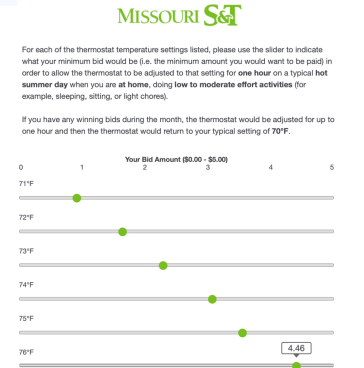 MISSOURI S&T
For each of the thermostat temperature settings listed, please use the slider to indicate
what your minimum bid would be (i.e. the minimum amount you would want to be paid) in
order to allow the thermostat to be adjusted to that setting for one hour on a typical hot
summer day when you are at home, doing low to moderate effort activities (for
example, sleeping, sitting, or light chores).
If you have any winning bids during the month, the thermostat would be adjusted for up to
one hour and then the thermostat would return to your typical setting of 70°F.
Your Bid Amount ($0.00 - $5.00)
0 1 2 3 4 5
71°F
72°F
73°F
74°F
75°F
4.46
76°F